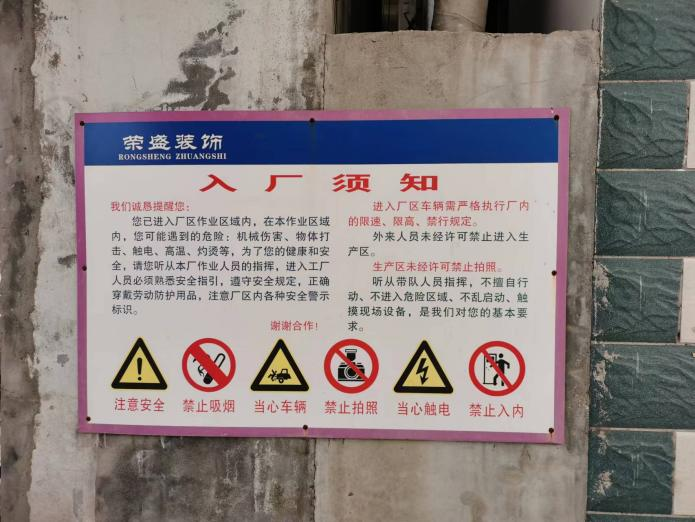 荣盛装饰
RONGSHENG ZHUANGSHI
入厂须知
我们诚恳提醒您：
您已进入厂区作业区域内，在本作业区域
内，您可能遇到的危险：机械伤害、物体打
击、触电、高温、灼烫等，为了您的健康和安
全，请您听从本厂作业人员的指挥，进入工厂
人员必须熟悉安全指引，遵守安全规定，正确
穿戴劳动防护用品，注意厂区内各种安全警示
标识。
谢谢合作！
进入厂区车辆需严格执行厂内
的限速、限高、禁行规定。
外来人员未经许可禁止进入生
产区。
生产区未经许可禁止拍照。
听从带队人员指挥，不擅自行
动、不进入危险区域、不乱启动、触
摸现场设备，是我们对您的基本要
求。
注意安全
禁止吸烟
当心车辆
禁止拍照
当心触电
禁止入内